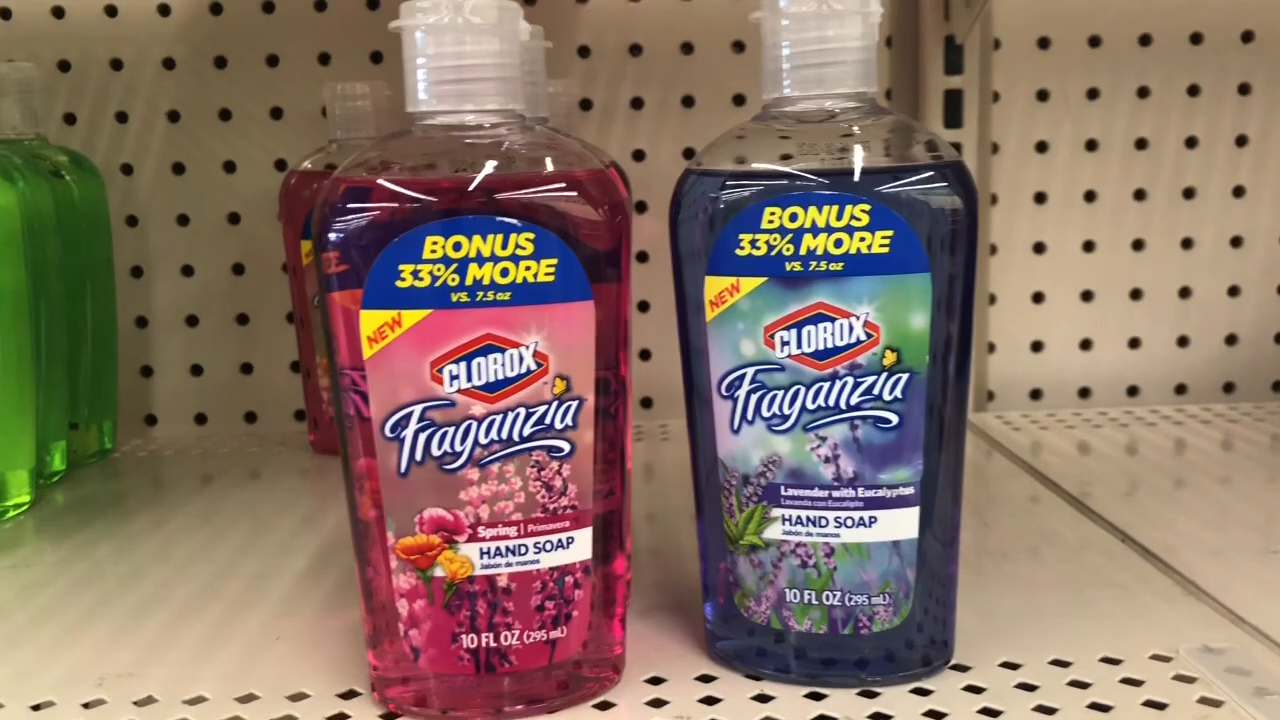 BONUS
33% MORE
VS. 7.5 oz
NEW
CLOROX
Fraganzia
Spring | Primavera
HAND SOAP
Jabón de manos
10 FL OZ (295 mL)
BONUS
33% MORE
VS. 7.5 oz
NEW
CLOROX
Fraganzia
Lavender with Eucalyptus
Lavanda con Eucalipto
HAND SOAP
Jabón de manos
10 FL OZ (295 mL)